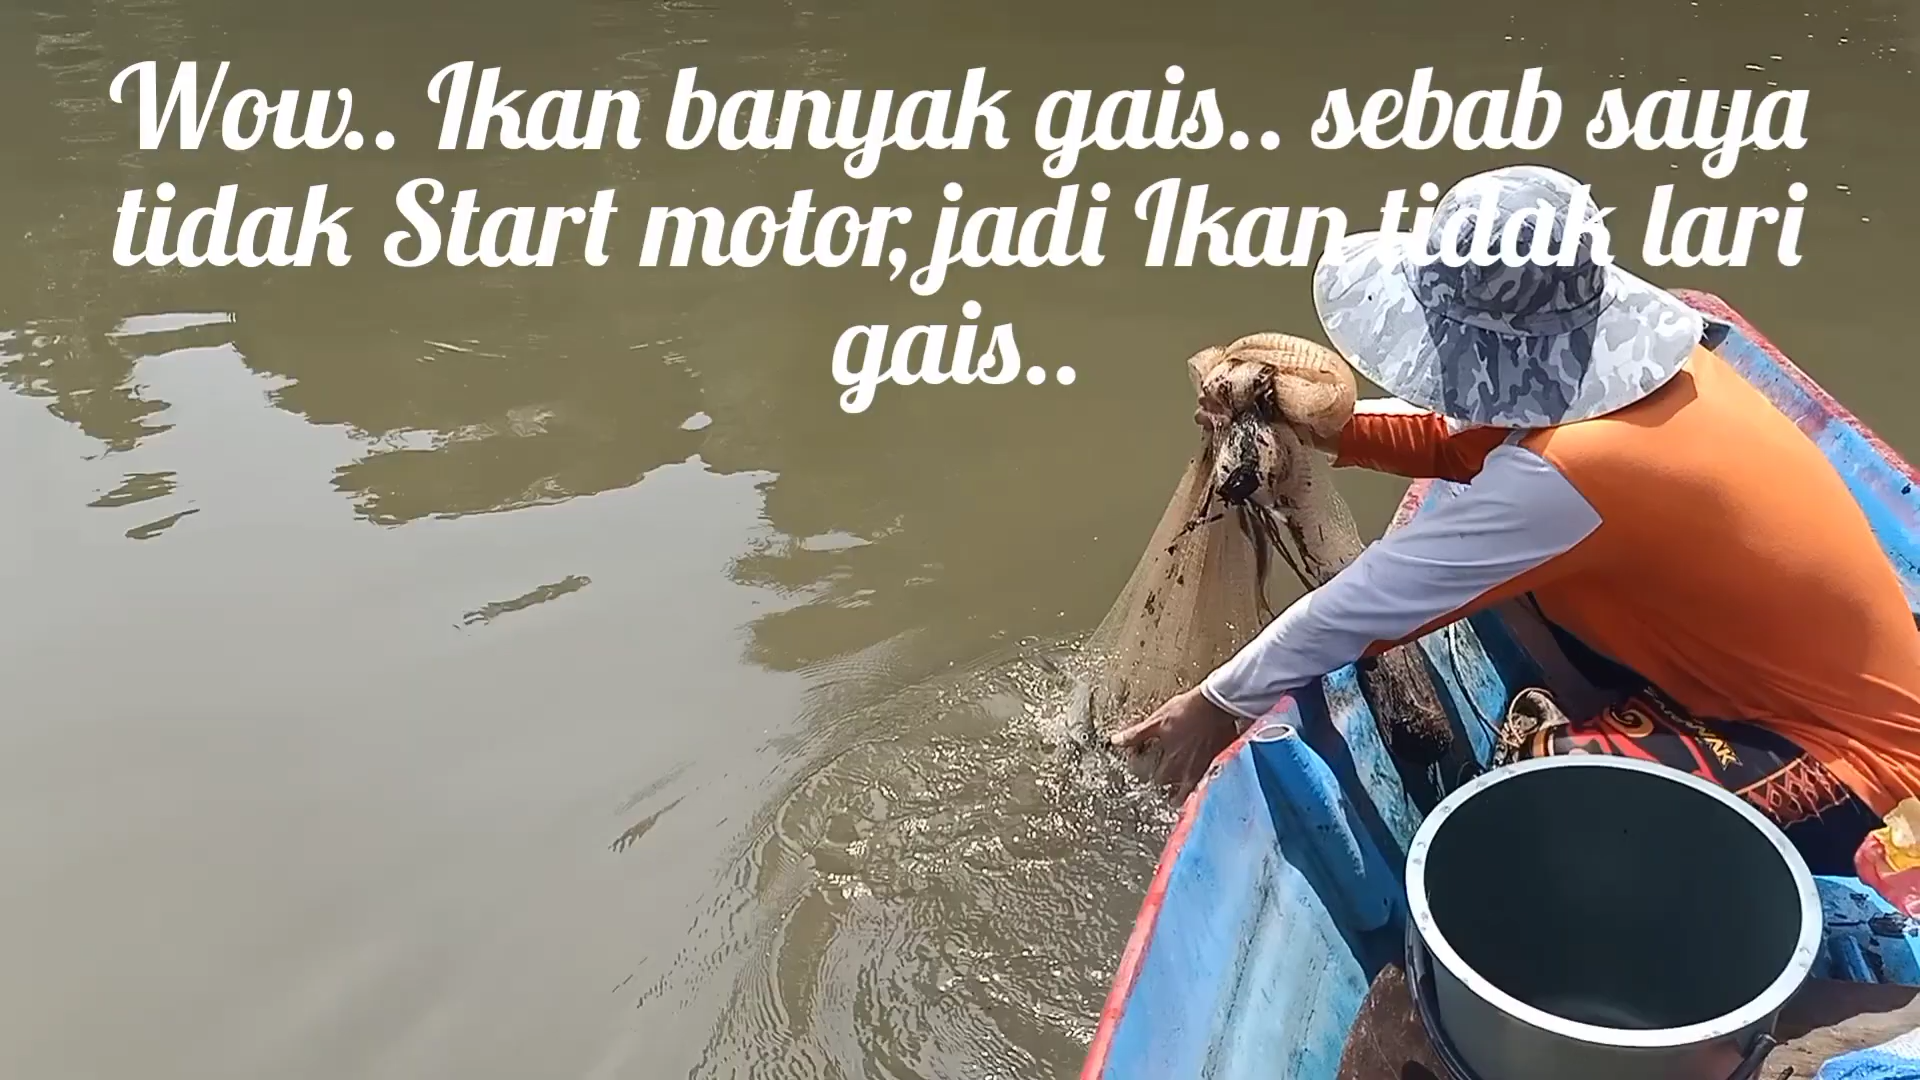 Wow.. Ikan banyak gais.. sebab saya
tidak Start motor, jadi Ikan tidak lari
gais..